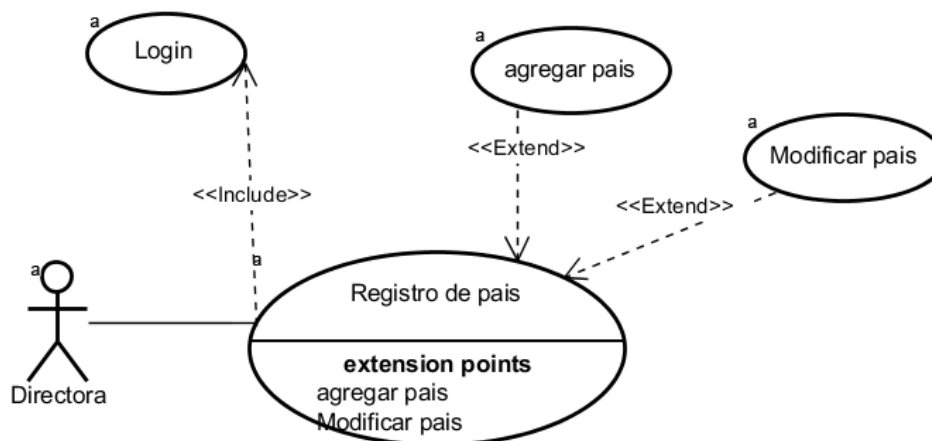 a
Login
a
agregar pais
a
Modificar pais
<<Extend>>
<<Include>>
<<Extend>>
a
a
Registro de pais
extension points
agregar pais
Modificar pais
Directora